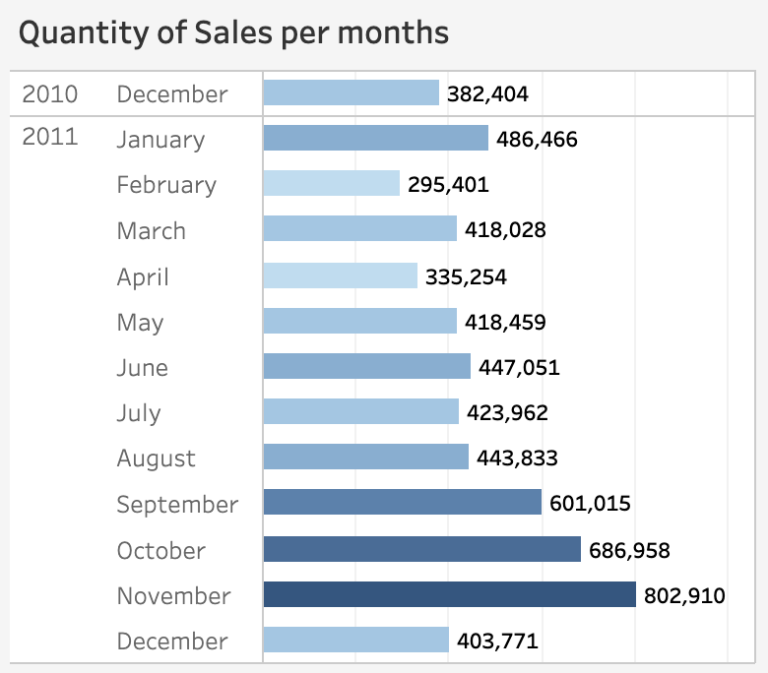 Quantity of Sales per months
2010 December 382,404
2011 January 486,466
February 295,401
March 418,028
April 335,254
May 418,459
June 447,051
July 423,962
August 443,833
September 601,015
October 686,958
November 802,910
December 403,771